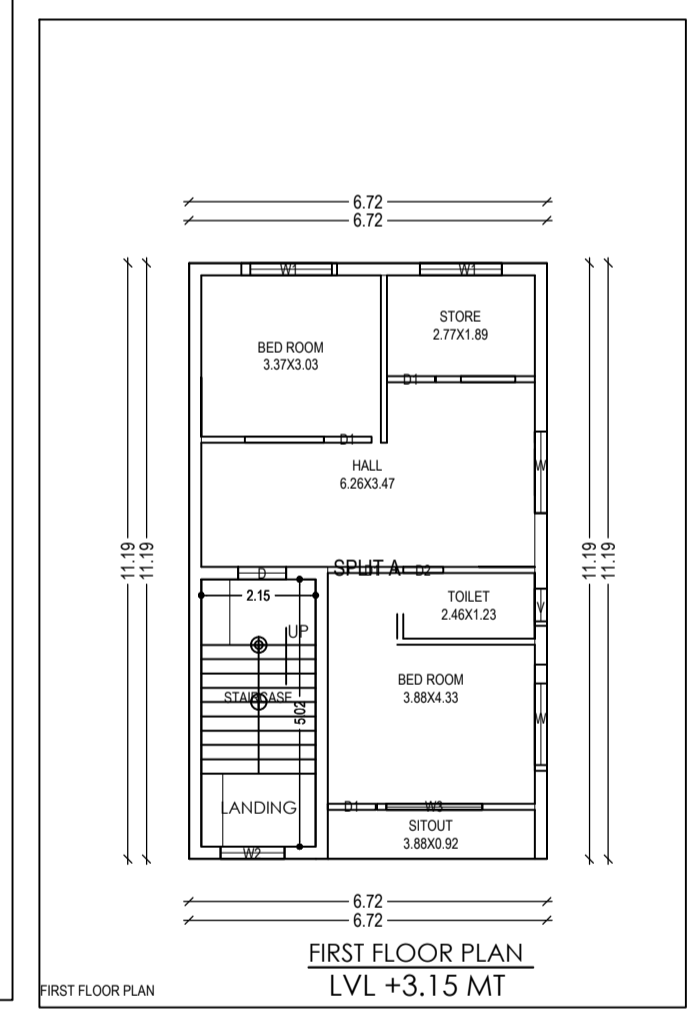 6.72
6.72
W1
W1
STORE
2.77X1.89
BED ROOM
3.37X3.03
D1
D1
HALL
6.26X3.47
W
11.19
11.19
11.19
11.19
SPLIT A
D2
D
2.15
TOILET
2.46X1.23
V
UP
BED ROOM
3.88X4.33
STAIRCASE
5.02
W
LANDING
D1
W3
SITOUT
3.88X0.92
W2
6.72
6.72
FIRST FLOOR PLAN
LVL +3.15 MT
FIRST FLOOR PLAN